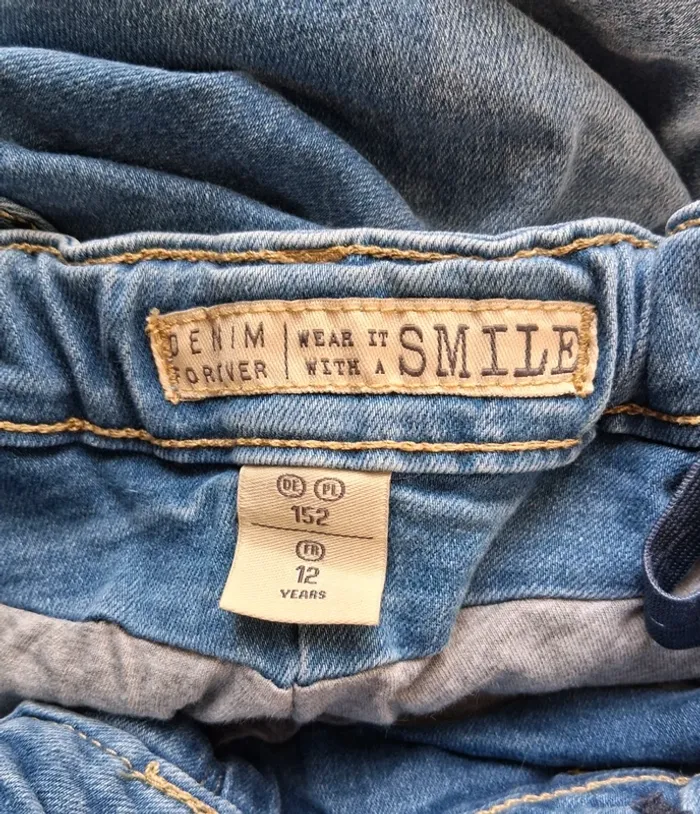 DENIM
FOREVER
WEAR IT
WITH A
SMILE
DE PL
152
FR
12
YEARS